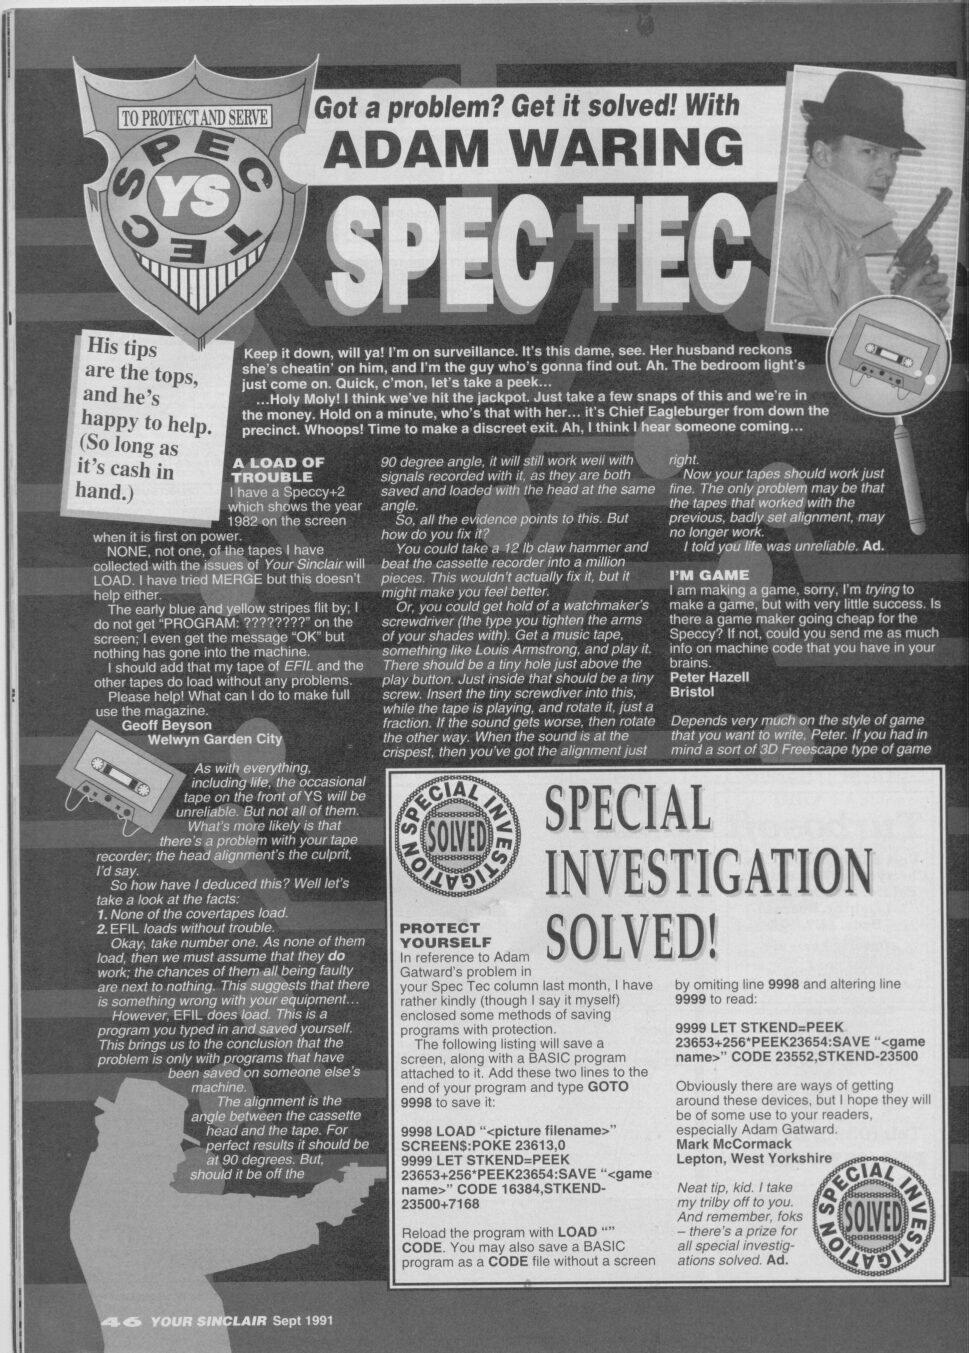 TO PROTECT AND SERVE
SPEC
YS
TEC
Got a problem? Get it solved! With
ADAM WARING
SPEC TEC
His tips
are the tops,
and he's
happy to help.
(So long as
it's cash in
hand.)
Keep it down, will ya! I'm on surveillance. It's this dame, see. Her husband reckons
she's cheatin' on him, and I'm the guy who's gonna find out. Ah. The bedroom light's
just come on. Quick, c'mon, let's take a peek...
...Holy Moly! I think we've hit the jackpot. Just take a few snaps of this and we're in
the money. Hold on a minute, who's that with her... it's Chief Eagleburger from down the
precinct. Whoops! Time to make a discreet exit. Ah, I think I hear someone coming...
A LOAD OF
TROUBLE
I have a Speccy+2
which shows the year
1982 on the screen
when it is first on power.
NONE, not one, of the tapes I have
collected with the issues of Your Sinclair will
LOAD. I have tried MERGE but this doesn't
help either.
The early blue and yellow stripes flit by; I
do not get "PROGRAM: ????????" on the
screen; I even get the message "OK" but
nothing has gone into the machine.
I should add that my tape of EFIL and the
other tapes do load without any problems.
Please help! What can I do to make full
use the magazine.
Geoff Beyson
Welwyn Garden City
As with everything,
including life, the occasional
tape on the front of YS will be
unreliable. But not all of them.
What's more likely is that
there's a problem with your tape
recorder; the head alignment's the culprit,
I'd say.
So how have I deduced this? Well let's
take a look at the facts:
1. None of the covertapes load.
2. EFIL loads without trouble.
Okay, take number one. As none of them
load, then we must assume that they do
work; the chances of them all being faulty
are next to nothing. This suggests that there
is something wrong with your equipment...
However, EFIL does load. This is a
program you typed in and saved yourself.
This brings us to the conclusion that the
problem is only with programs that have
been saved on someone else's
machine.
The alignment is the
angle between the cassette
head and the tape. For
perfect results it should be
at 90 degrees. But,
should it be off the
90 degree angle, it will still work well with
signals recorded with it, as they are both
saved and loaded with the head at the same
angle.
So, all the evidence points to this. But
how do you fix it?
You could take a 12 lb claw hammer and
beat the cassette recorder into a million
pieces. This wouldn't actually fix it, but it
might make you feel better.
Or, you could get hold of a watchmaker's
screwdriver (the type you tighten the arms
of your shades with). Get a music tape,
something like Louis Armstrong, and play it.
There should be a tiny hole just above the
play button. Just inside that should be a tiny
screw. Insert the tiny screwdiver into this,
while the tape is playing, and rotate it, just a
fraction. If the sound gets worse, then rotate
the other way. When the sound is at the
crispest, then you've got the alignment just
right.
Now your tapes should work just
fine. The only problem may be that
the tapes that worked with the
previous, badly set alignment, may
no longer work.
I told you life was unreliable. Ad.
I'M GAME
I am making a game, sorry, I'm trying to
make a game, but with very little success. Is
there a game maker going cheap for the
Speccy? If not, could you send me as much
info on machine code that you have in your
brains.
Peter Hazell
Bristol
Depends very much on the style of game
that you want to write, Peter. If you had in
mind a sort of 3D Freescape type of game
SPECIAL INVESTIGATION
SOLVED
SPECIAL
INVESTIGATION
SOLVED!
PROTECT
YOURSELF
In reference to Adam
Gatward's problem in
your Spec Tec column last month, I have
rather kindly (though I say it myself)
enclosed some methods of saving
programs with protection.
The following listing will save a
screen, along with a BASIC program
attached to it. Add these two lines to the
end of your program and type GOTO
9998 to save it:
9998 LOAD "<picture filename>"
SCREEN$:POKE 23613,0
9999 LET STKEND=PEEK
23653+256*PEEK23654:SAVE "<game
name>" CODE 16384,STKEND-
23500+7168
Reload the program with LOAD ""
CODE. You may also save a BASIC
program as a CODE file without a screen
by omiting line 9998 and altering line
9999 to read:
9999 LET STKEND=PEEK
23653+256*PEEK23654:SAVE "<game
name>" CODE 23552,STKEND-23500
Obviously there are ways of getting
around these devices, but I hope they will
be of some use to your readers,
especially Adam Gatward.
Mark McCormack
Lepton, West Yorkshire
Neat tip, kid. I take
my trilby off to you.
And remember, foks
– there's a prize for
all special investig-
ations solved. Ad.
SPECIAL INVESTIGATION
SOLVED
46 YOUR SINCLAIR Sept 1991